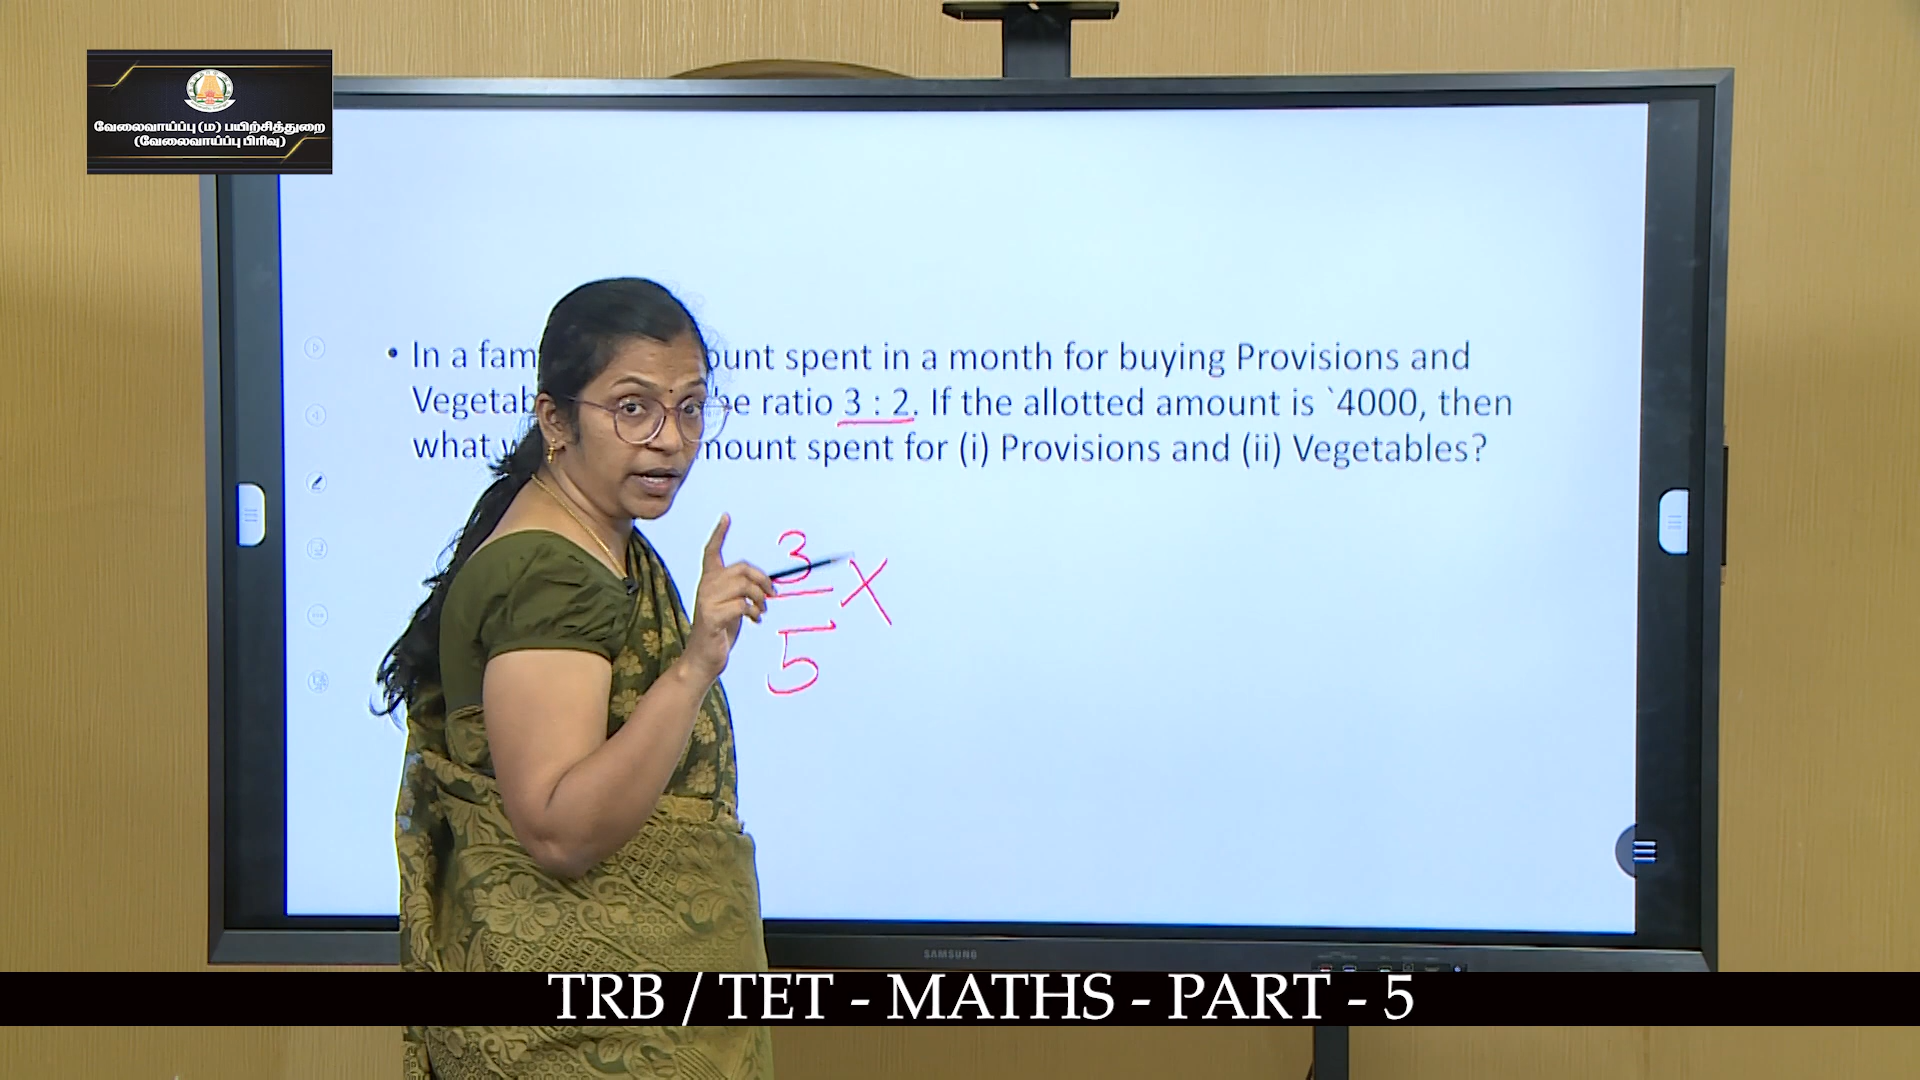 வேலைவாய்ப்பு (ம) பயிற்சித்துறை
(வேலைவாய்ப்பு பிரிவு)
• In a fam ount spent in a month for buying Provisions and
Vegetab he ratio 3 : 2. If the allotted amount is `4000, then
what w mount spent for (i) Provisions and (ii) Vegetables?
3
5
X
SAMSUNG
TRB / TET - MATHS - PART - 5